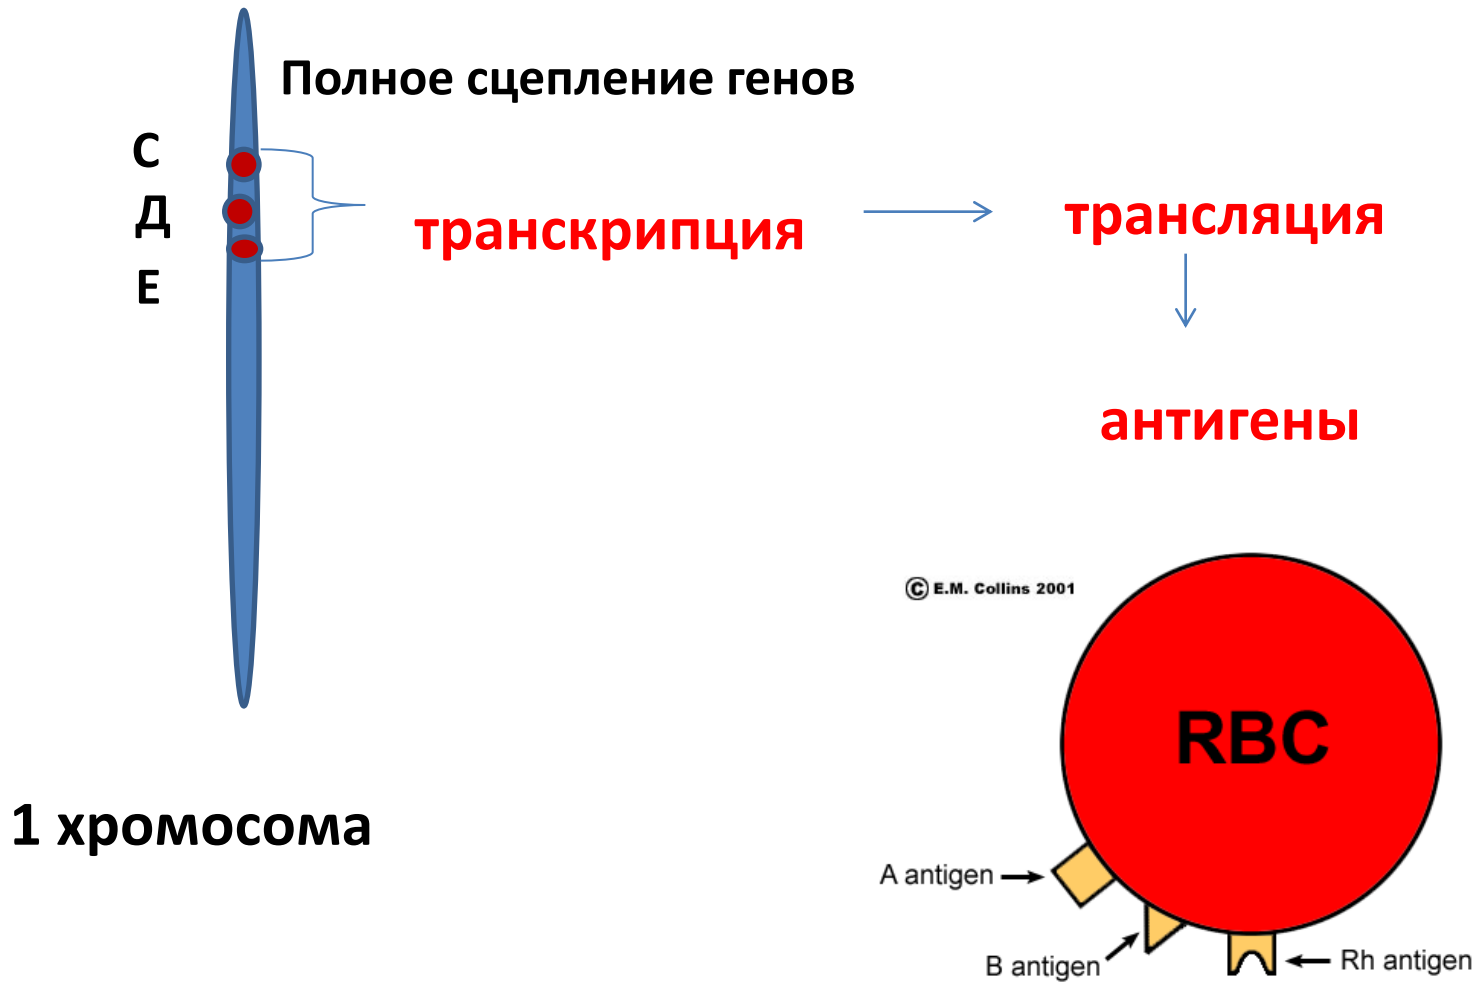 Полное сцепление генов
С
Д
Е
транскрипция
трансляция
антигены
© E.M. Collins 2001
RBC
1 хромосома
A antigen
B antigen
Rh antigen